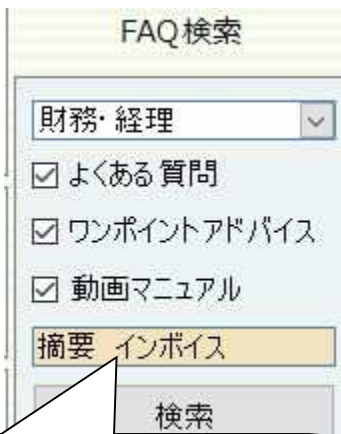 FAQ検索
財務・経理
よくある質問
ワンポイントアドバイス
動画マニュアル
摘要 インボイス
検索